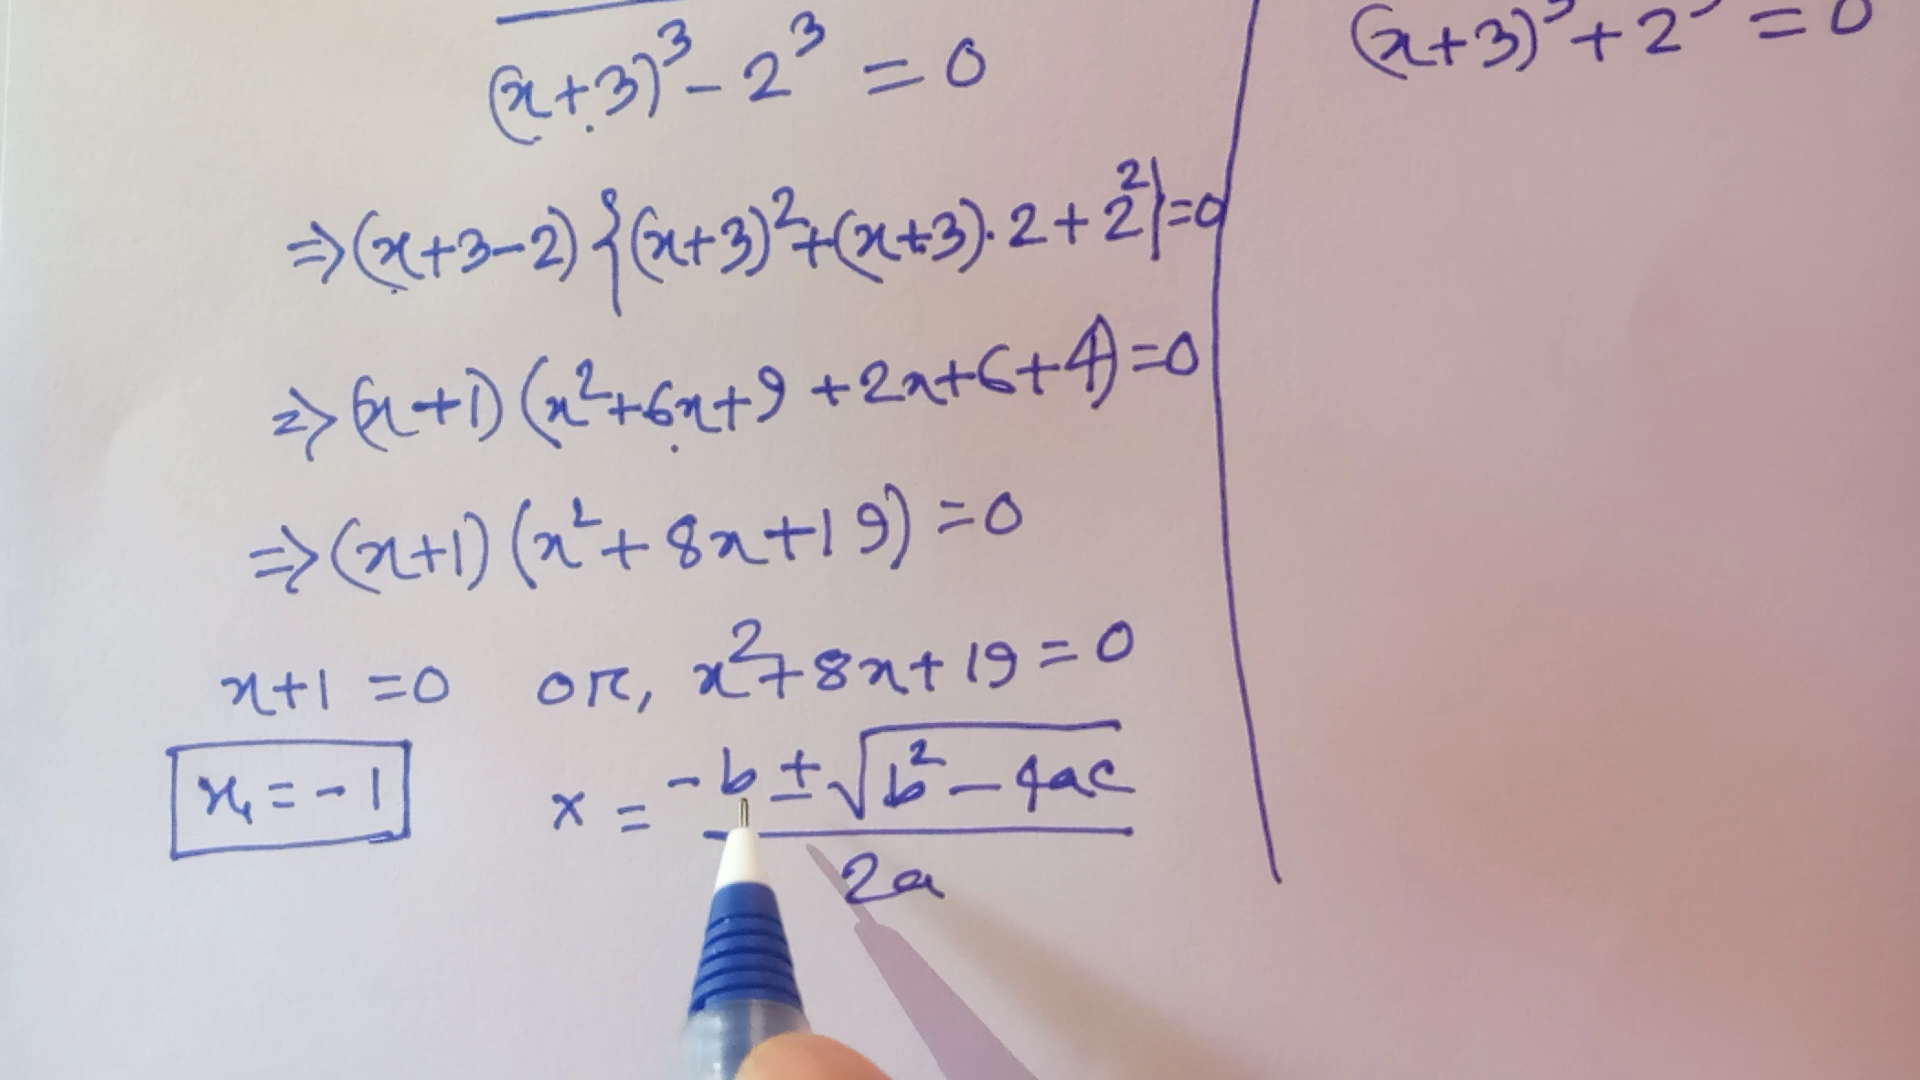 (x+3)³ - 2³ = 0
⇒(x+3-2) {(x+3)²+(x+3)·2+2²}=0
⇒(x+1) (x²+6x+9+2x+6+4)=0
⇒(x+1) (x²+8x+19)=0
x+1=0 or, x²+8x+19=0
x₁=-1 x = -b±√b²-4ac
2a
(x+3)³+2³=0